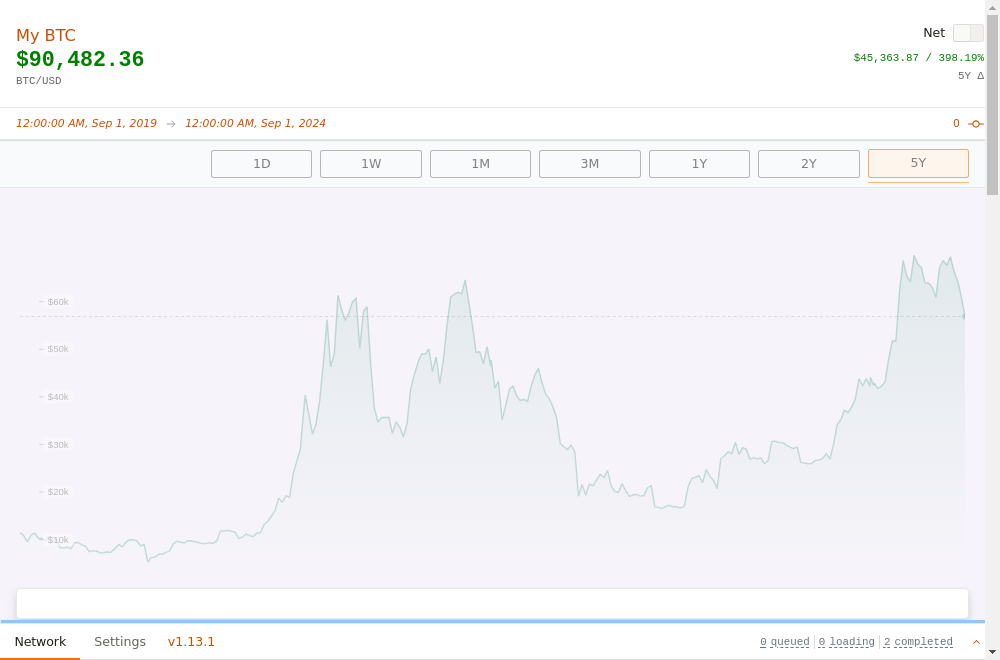 My BTC
$90,482.36
BTC/USD
Net
$45,363.87 / 398.19%
5Y Δ
12:00:00 AM, Sep 1, 2019 → 12:00:00 AM, Sep 1, 2024
0
1D 1W 1M 3M 1Y 2Y 5Y
$60k
$50k
$40k
$30k
$20k
$10k
Network Settings v1.13.1 0 queued 0 loading 2 completed